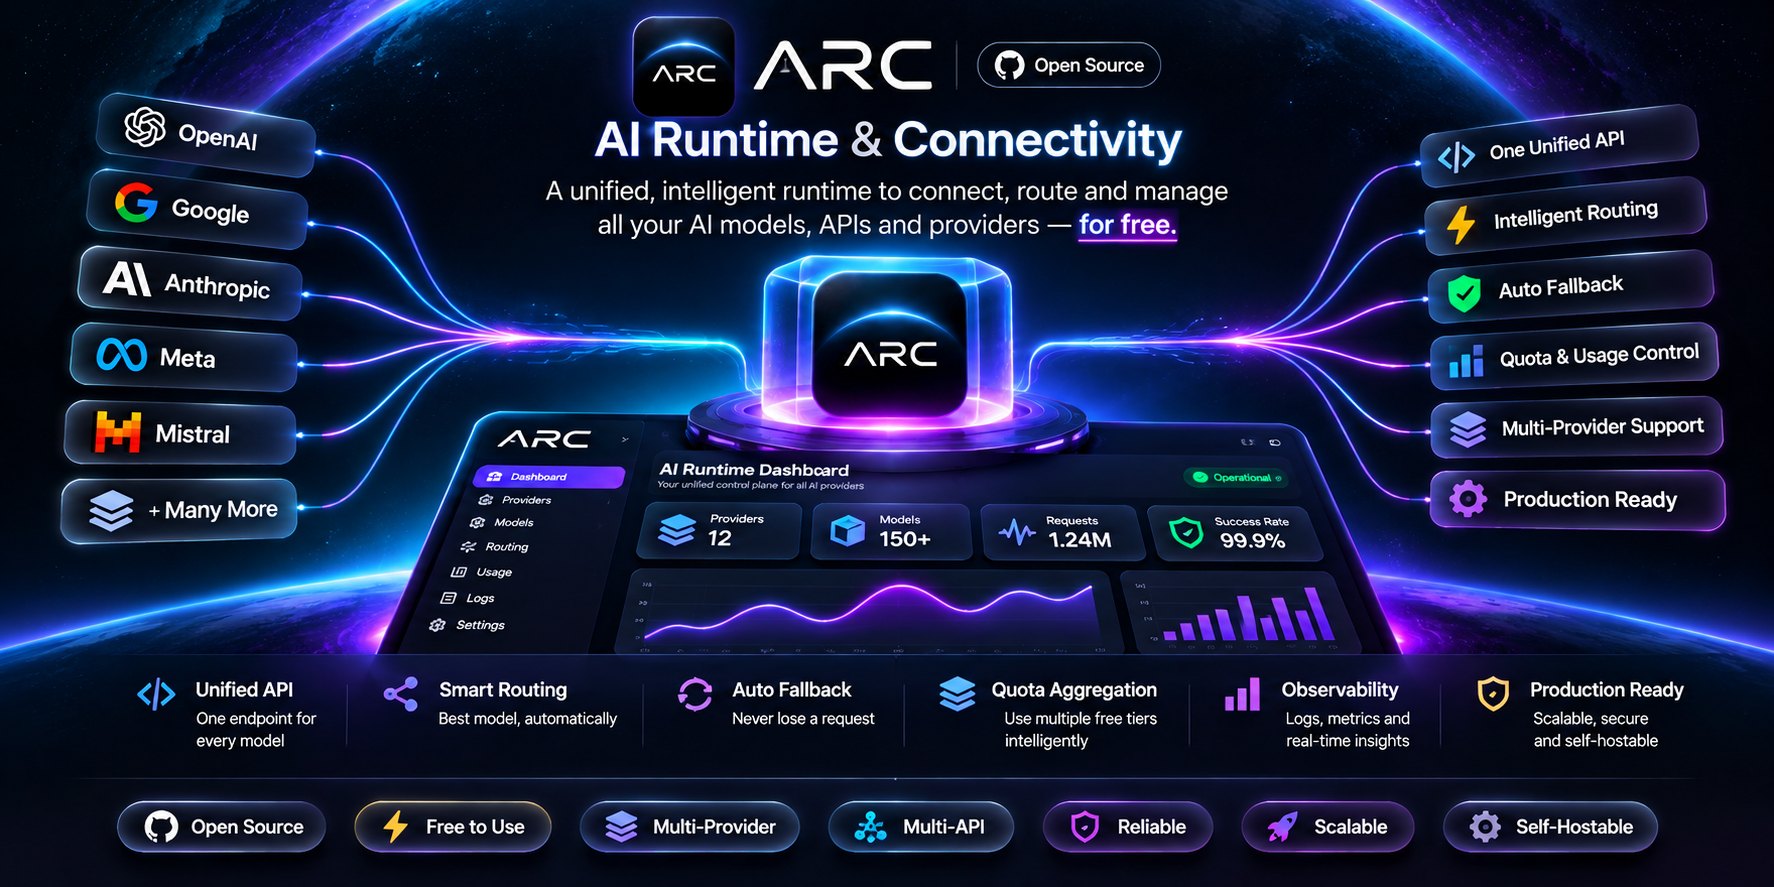 ARC
ARC
Open Source
AI Runtime & Connectivity
A unified, intelligent runtime to connect, route and manage
all your AI models, APIs and providers — for free.
OpenAI
Google
Anthropic
Meta
Mistral
+ Many More
One Unified API
Intelligent Routing
Auto Fallback
Quota & Usage Control
Multi-Provider Support
Production Ready
ARC
ARC
Dashboard
Providers
Models
Routing
Usage
Logs
Settings
AI Runtime Dashboard
Your unified control plane for all AI providers
Operational
Providers
12
Models
150+
Requests
1.24M
Success Rate
99.9%
Unified API
One endpoint for
every model
Smart Routing
Best model, automatically
Auto Fallback
Never lose a request
Quota Aggregation
Use multiple free tiers
intelligently
Observability
Logs, metrics and
real-time insights
Production Ready
Scalable, secure
and self-hostable
Open Source
Free to Use
Multi-Provider
Multi-API
Reliable
Scalable
Self-Hostable